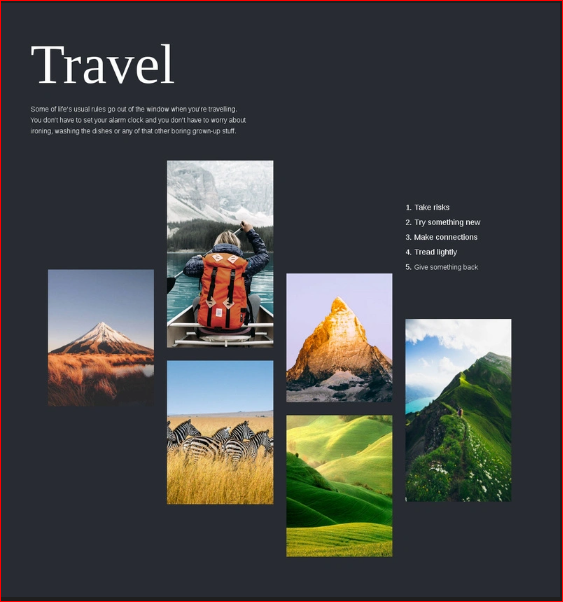 Travel
Some of life's usual rules go out of the window when you're travelling.
You don't have to set your alarm clock and you don't have to worry about
ironing, washing the dishes or any of that other boring grown-up stuff.
1. Take risks
2. Try something new
3. Make connections
4. Tread lightly
5. Give something back